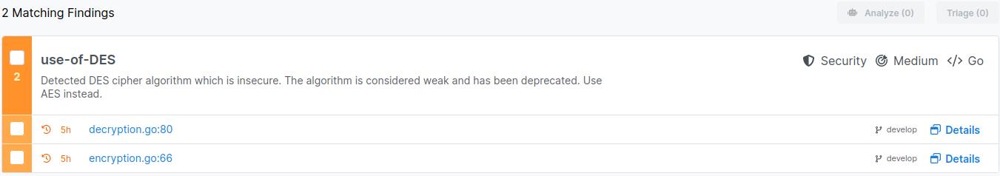 2 Matching Findings
Analyze (0)
Triage (0)
2
use-of-DES
Security
Medium
Go
Detected DES cipher algorithm which is insecure. The algorithm is considered weak and has been deprecated. Use
AES instead.
5h
decryption.go:80
develop
Details
5h
encryption.go:66
develop
Details